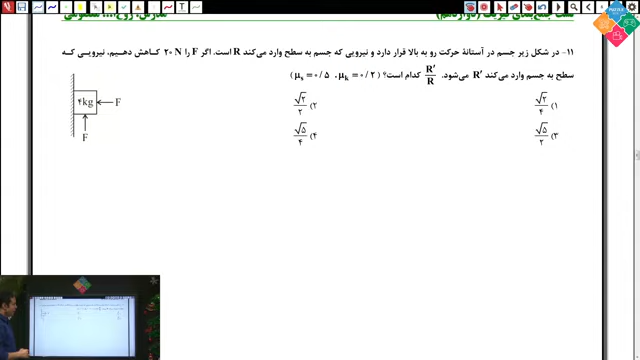 ۱۱- در شکل زیر جسم در آستانهٔ حرکت رو به بالا قرار دارد و نیرویی که جسم به سطح وارد می‌کند R است. اگر F را ۲۰ N کاهش دهیم، نیرویی که
سطح به جسم وارد می‌کند R′ می‌شود. R′/R کدام است؟ (μs = ۰/۵ ، μk = ۰/۲)
۱) √۲/۴
۲) √۲/۲
۳) √۵/۲
۴) √۵/۴
۴kg
F
F